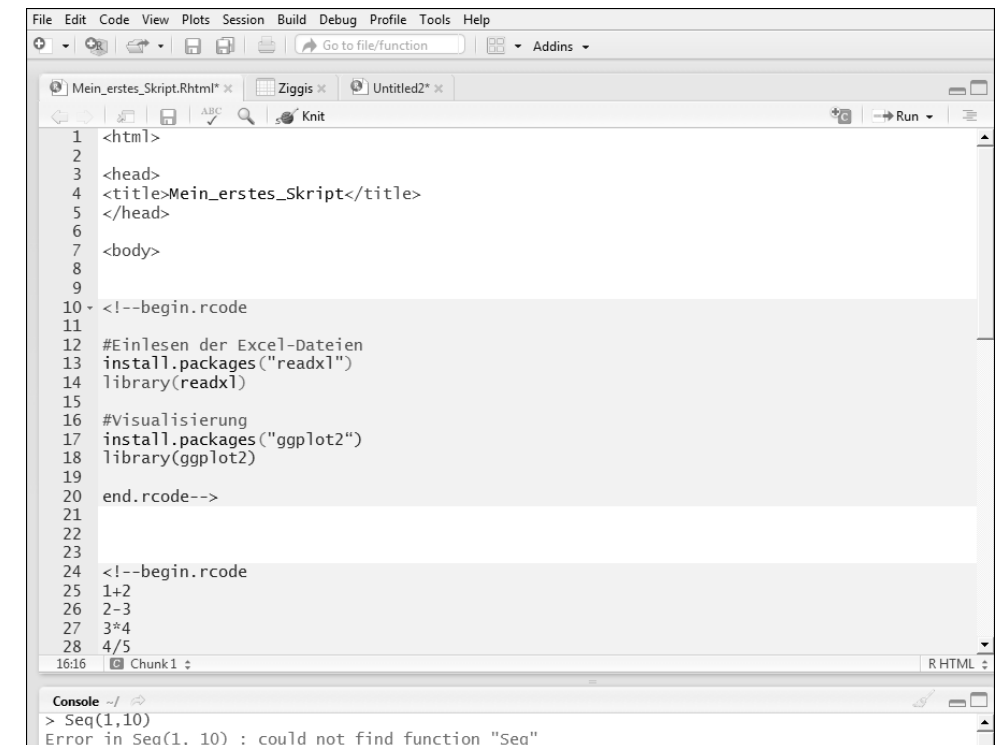 File Edit Code View Plots Session Build Debug Profile Tools Help
Go to file/function Addins
Mein_erstes_Skript.Rhtml* Ziggis Untitled2*
ABC Knit Run
1 <html>
2
3 <head>
4 <title>Mein_erstes_Skript</title>
5 </head>
6
7 <body>
8
9
10 <!--begin.rcode
11
12 #Einlesen der Excel-Dateien
13 install.packages("readxl")
14 library(readxl)
15
16 #Visualisierung
17 install.packages("ggplot2“)
18 library(ggplot2)
19
20 end.rcode-->
21
22
23
24 <!--begin.rcode
25 1+2
26 2-3
27 3*4
28 4/5
16:16 C Chunk 1 R HTML
Console ~/
> Seq(1,10)
Error in Seq(1, 10) : could not find function "Seq"